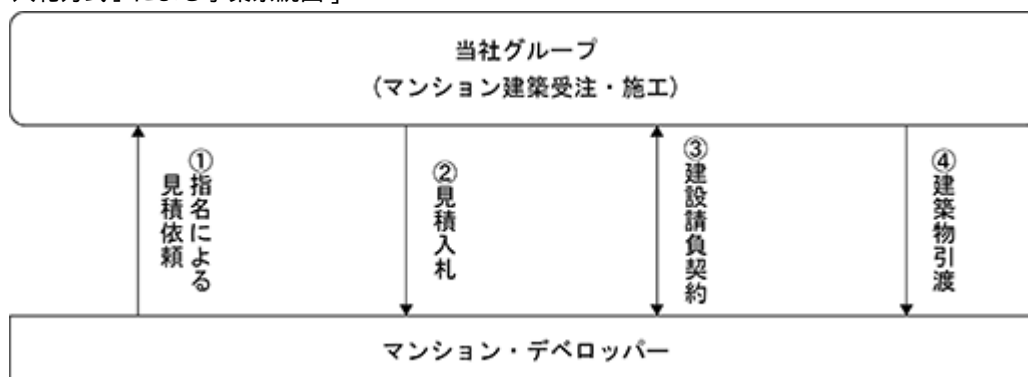 入札方式」による事業系統図]
当社グループ
(マンション建築受注・施工)
①指名による
見積依頼
②見積入札
③建設請負契約
④建築物引渡
マンション・デベロッパー